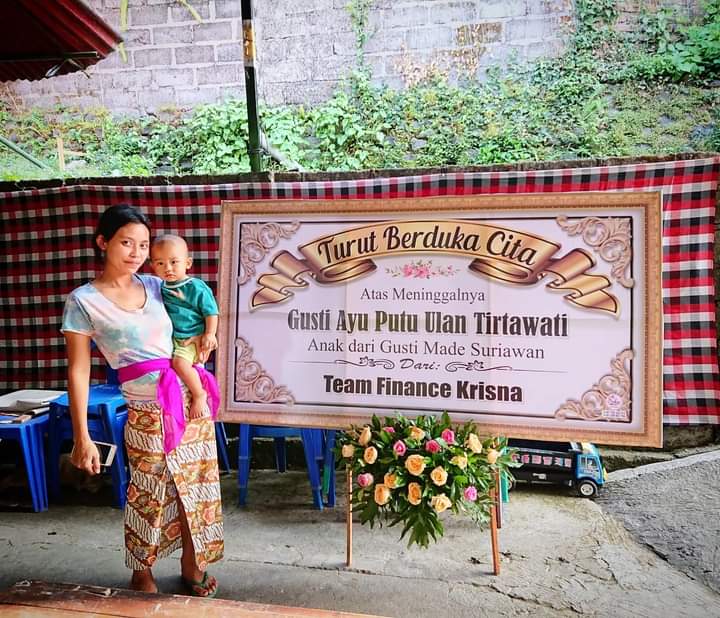 Turut Berduka Cita
Atas Meninggalnya
Gusti Ayu Putu Ulan Tirtawati
Anak dari Gusti Made Suriawan
Dari:
Team Finance Krisna